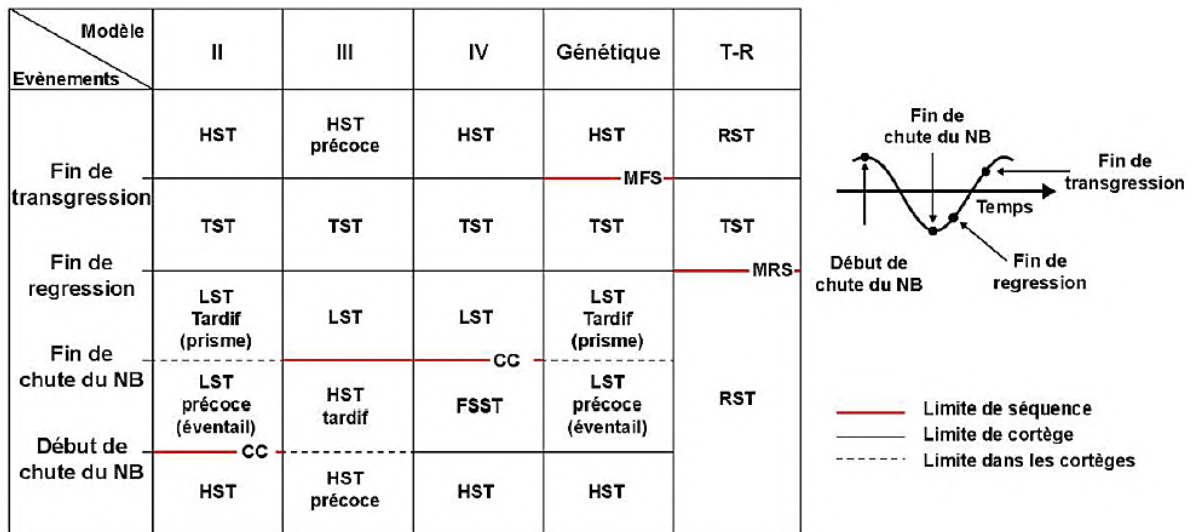 Modèle
Evènements
II
III
IV
Génétique
T-R
HST
HST
précoce
HST
HST
RST
Fin de
transgression
MFS
TST
TST
TST
TST
TST
Fin de
regression
MRS
LST
Tardif
(prisme)
LST
LST
LST
Tardif
(prisme)
Fin de
chute du NB
CC
LST
précoce
(éventail)
HST
tardif
FSST
LST
précoce
(éventail)
RST
Début de
chute du NB
CC
HST
HST
précoce
HST
HST
Fin de
chute du NB
Fin de
transgression
Temps
Début de
chute du NB
Fin de
regression
Limite de séquence
Limite de cortège
Limite dans les cortèges